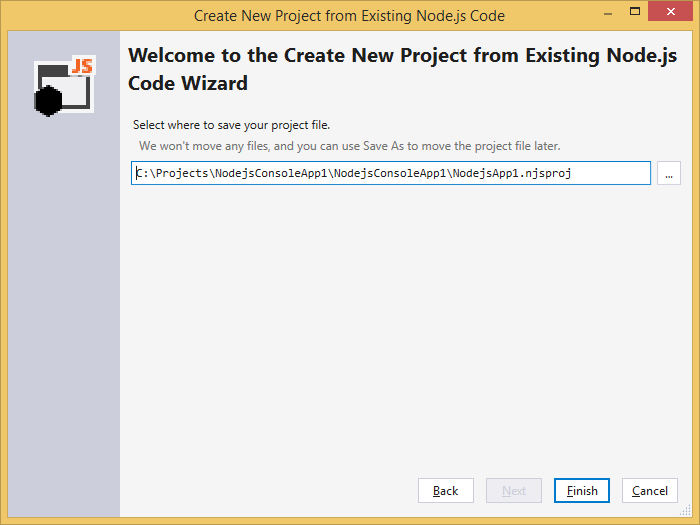 Create New Project from Existing Node.js Code
JS
Welcome to the Create New Project from Existing Node.js
Code Wizard
Select where to save your project file.
We won't move any files, and you can use Save As to move the project file later.
C:\Projects\NodejsConsoleApp1\NodejsConsoleApp1\NodejsApp1.njsproj
...
Back
Next
Finish
Cancel